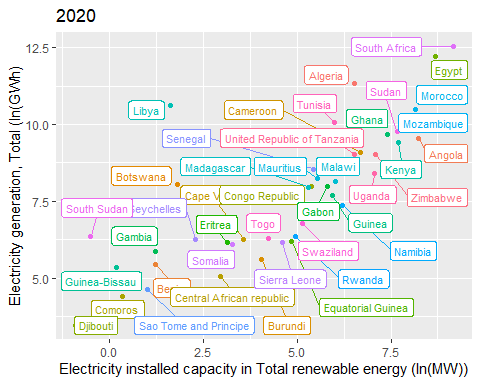 2020
Electricity generation, Total (ln(GWh)
12.5
10.0
7.5
5.0
South Africa
Egypt
Algeria
Sudan
Morocco
Libya
Cameroon
Tunisia
Ghana
Mozambique
Senegal
United Republic of Tanzania
Angola
Madagascar
Mauritius
Malawi
Kenya
Botswana
Cape V
Congo Republic
Uganda
Zimbabwe
South Sudan
Seychelles
Gabon
Guinea
Eritrea
Togo
Gambia
Somalia
Swaziland
Namibia
Guinea-Bissau
Be
Sierra Leone
Rwanda
Central African republic
Comoros
Equatorial Guinea
Djibouti
Sao Tome and Principe
Burundi
0.0
2.5
5.0
7.5
Electricity installed capacity in Total renewable energy (ln(MW))